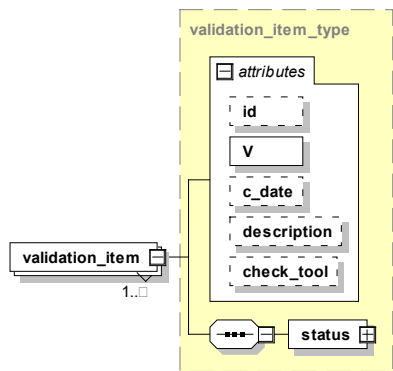 validation_item_type
attributes
id
V
c_date
description
check_tool
validation_item
1..
status